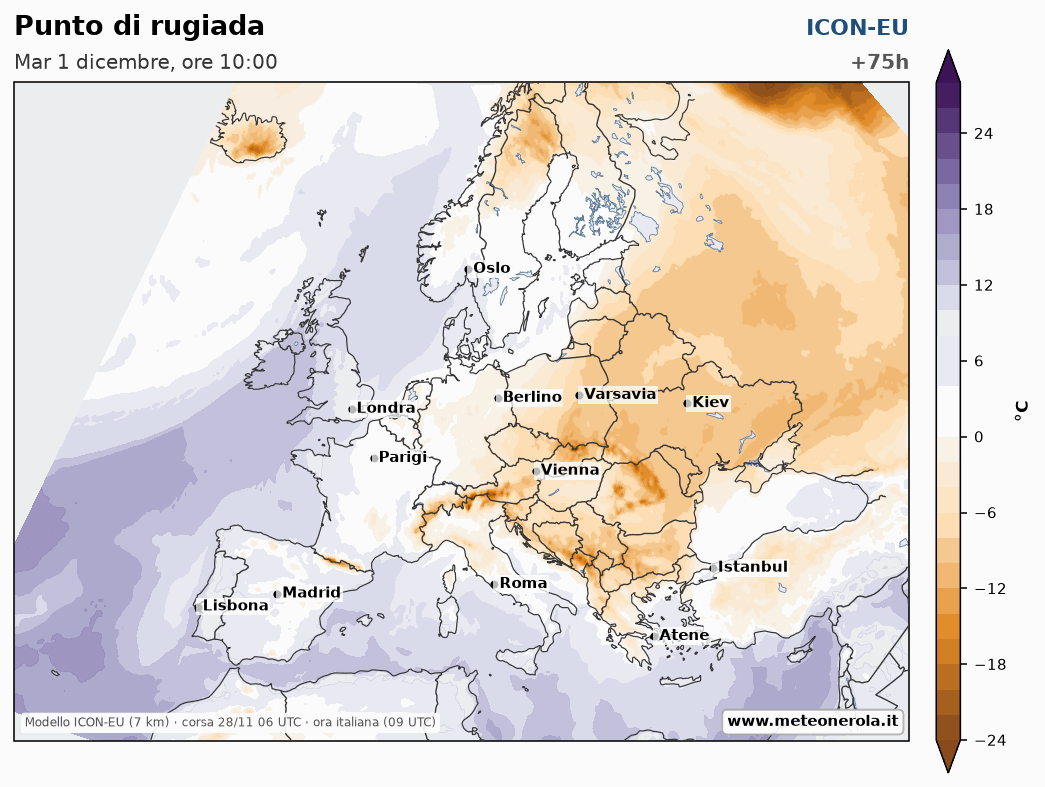 Punto di rugiada
ICON-EU
Mar 1 dicembre, ore 10:00
+75h
24
18
12
6
0
−6
−12
−18
−24
°C
Oslo
Berlino
Varsavia
Kiev
Londra
Parigi
Vienna
Istanbul
Roma
Madrid
Lisbona
Atene
Modello ICON-EU (7 km) · corsa 28/11 06 UTC · ora italiana (09 UTC)
www.meteonerola.it